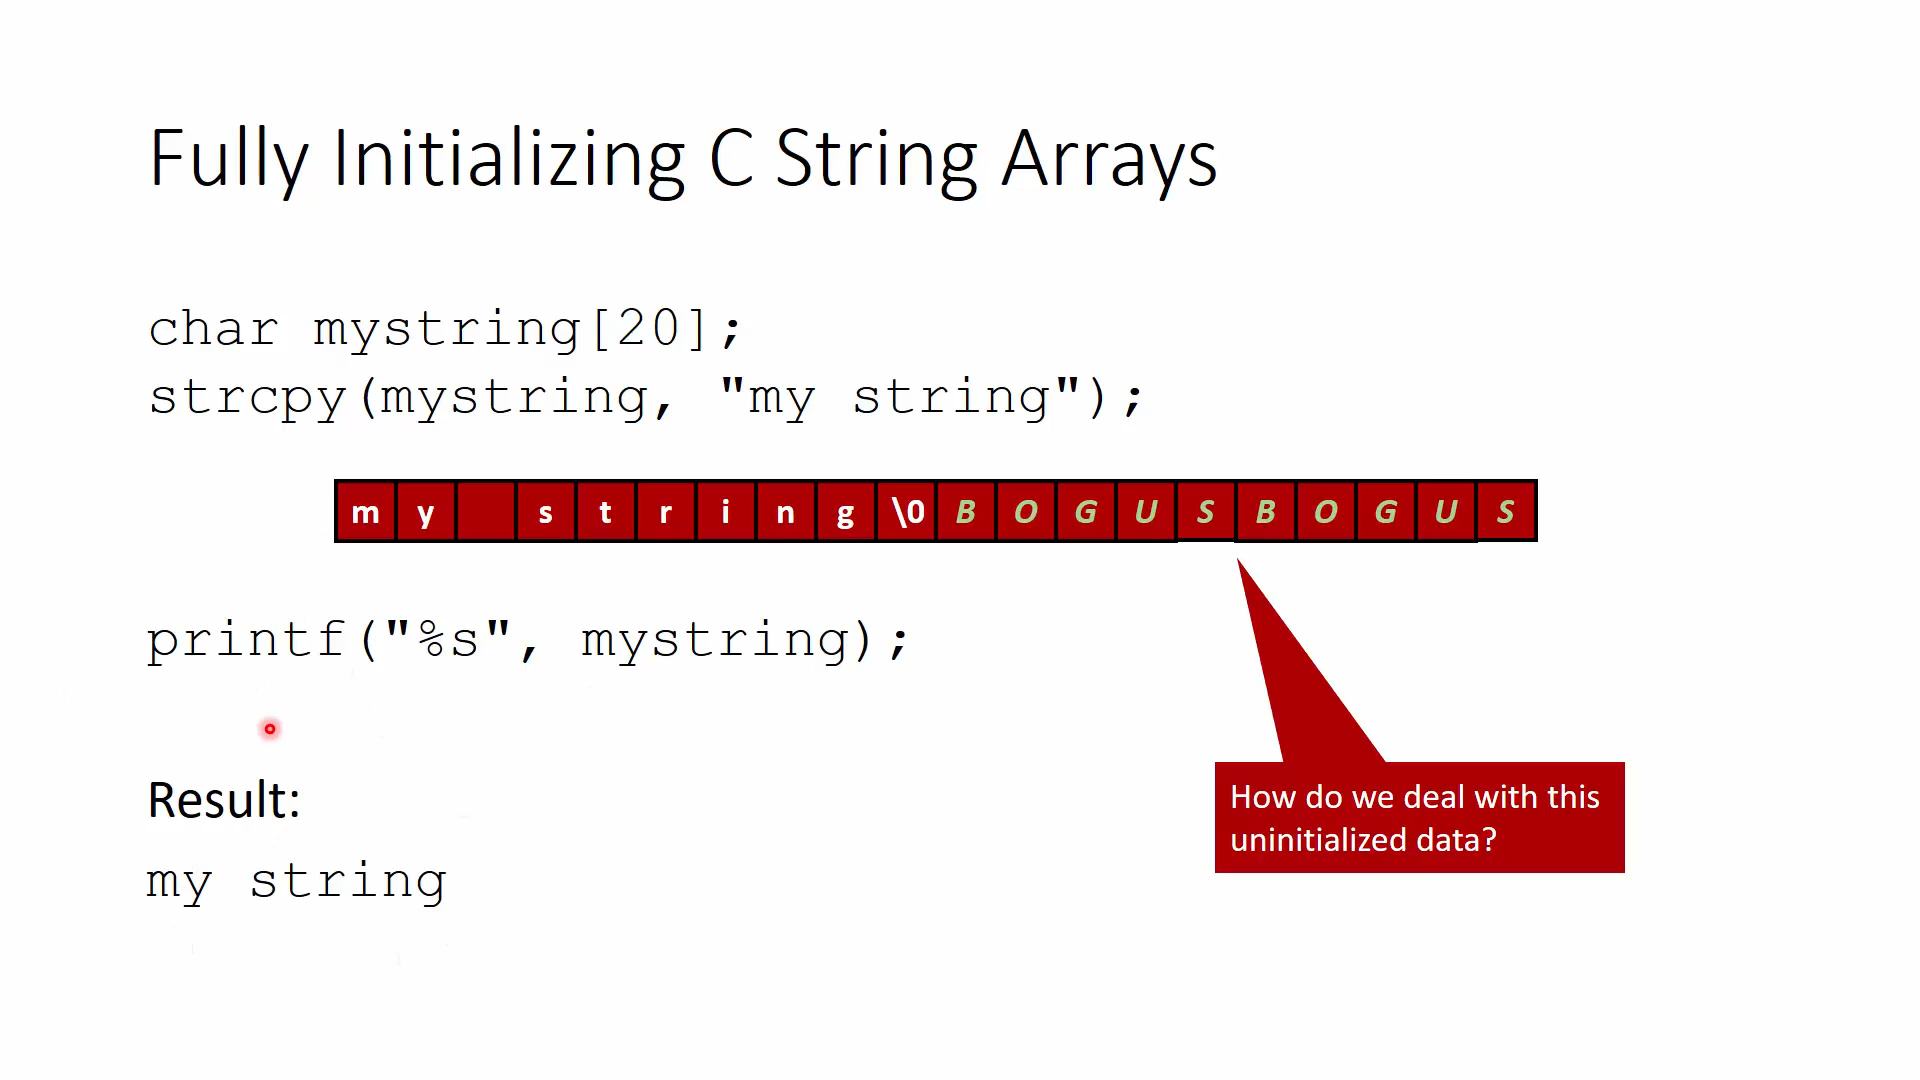 Fully Initializing C String Arrays
char mystring[20];
strcpy(mystring, "my string");
m y s t r i n g \0 B O G U S B O G U S
printf("%s", mystring);
Result:
my string
How do we deal with this
uninitialized data?